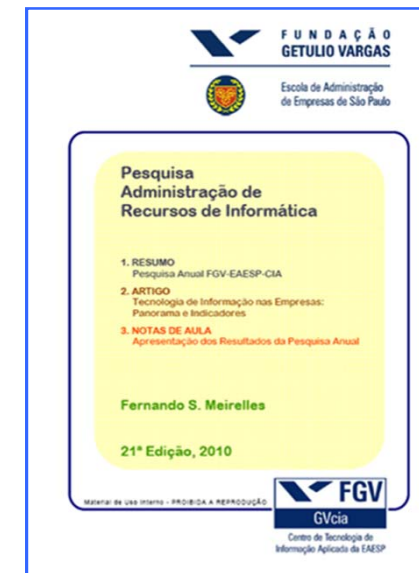 FUNDAÇÃO
GETULIO VARGAS
Escola de Administração
de Empresas de São Paulo
Pesquisa
Administração de
Recursos de Informática
1. RESUMO
Pesquisa Anual FGV-EAESP-CIA
2. ARTIGO
Tecnologia de Informação nas Empresas:
Panorama e Indicadores
3. NOTAS DE AULA
Apresentação dos Resultados da Pesquisa Anual
Fernando S. Meirelles
21ª Edição, 2010
Material de Uso Interno - PROIBIDA A REPRODUÇÃO
FGV
GVcia
Centro de Tecnologia de
Informação Aplicada da EAESP